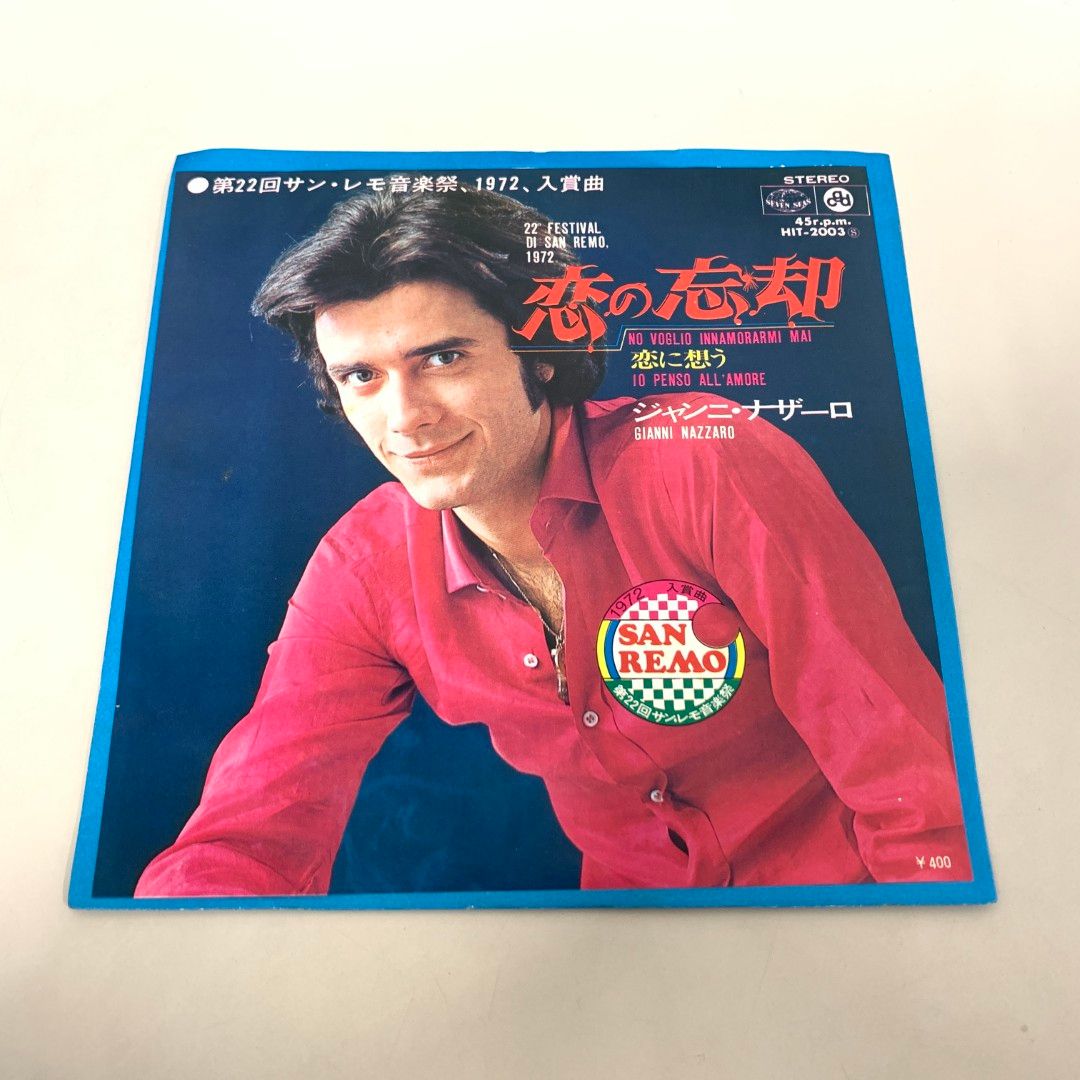 ●第22回サン・レモ音楽祭、1972、入賞曲
STEREO
SEVEN SEAS
45r.p.m.
HIT-2003Ⓢ
22° FESTIVAL
DI SAN REMO.
1972
恋の忘却
NO VOGLIO INNAMORARMI MAI
恋に想う
IO PENSO ALL'AMORE
ジャンニ・ナザーロ
GIANNI NAZZARO
1972 入賞曲
SAN
REMO
第22回サン・レモ音楽祭
¥400